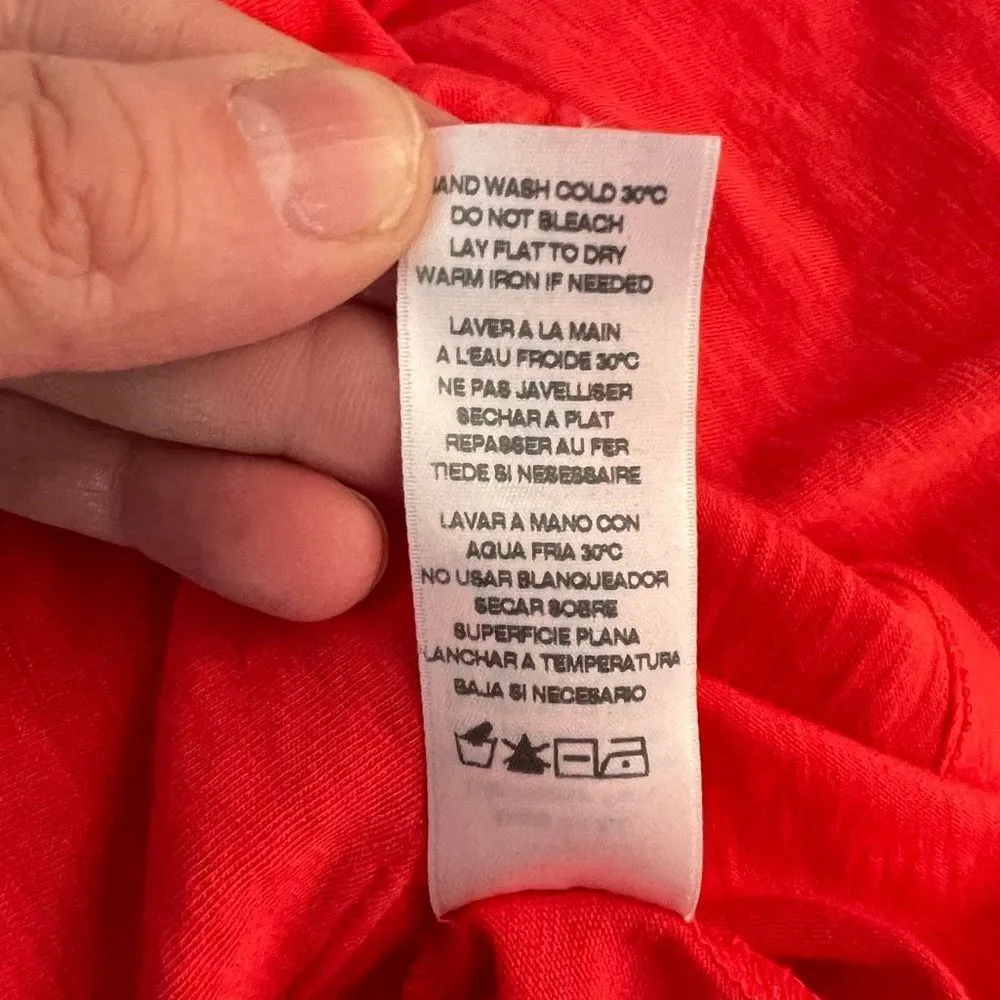 HAND WASH COLD 30°C
DO NOT BLEACH
LAY FLAT TO DRY
WARM IRON IF NEEDED
LAVER A LA MAIN
A L'EAU FROIDE 30°C
NE PAS JAVELLISER
SECHAR A PLAT
REPASSER AU FER
TIEDE SI NESESSAIRE
LAVAR A MANO CON
AQUA FRIA 30°C
NO USAR BLANQUEADOR
SECAR SOBRE
SUPERFICIE PLANA
LANCHAR A TEMPERATURA
BAJA SI NECESARIO